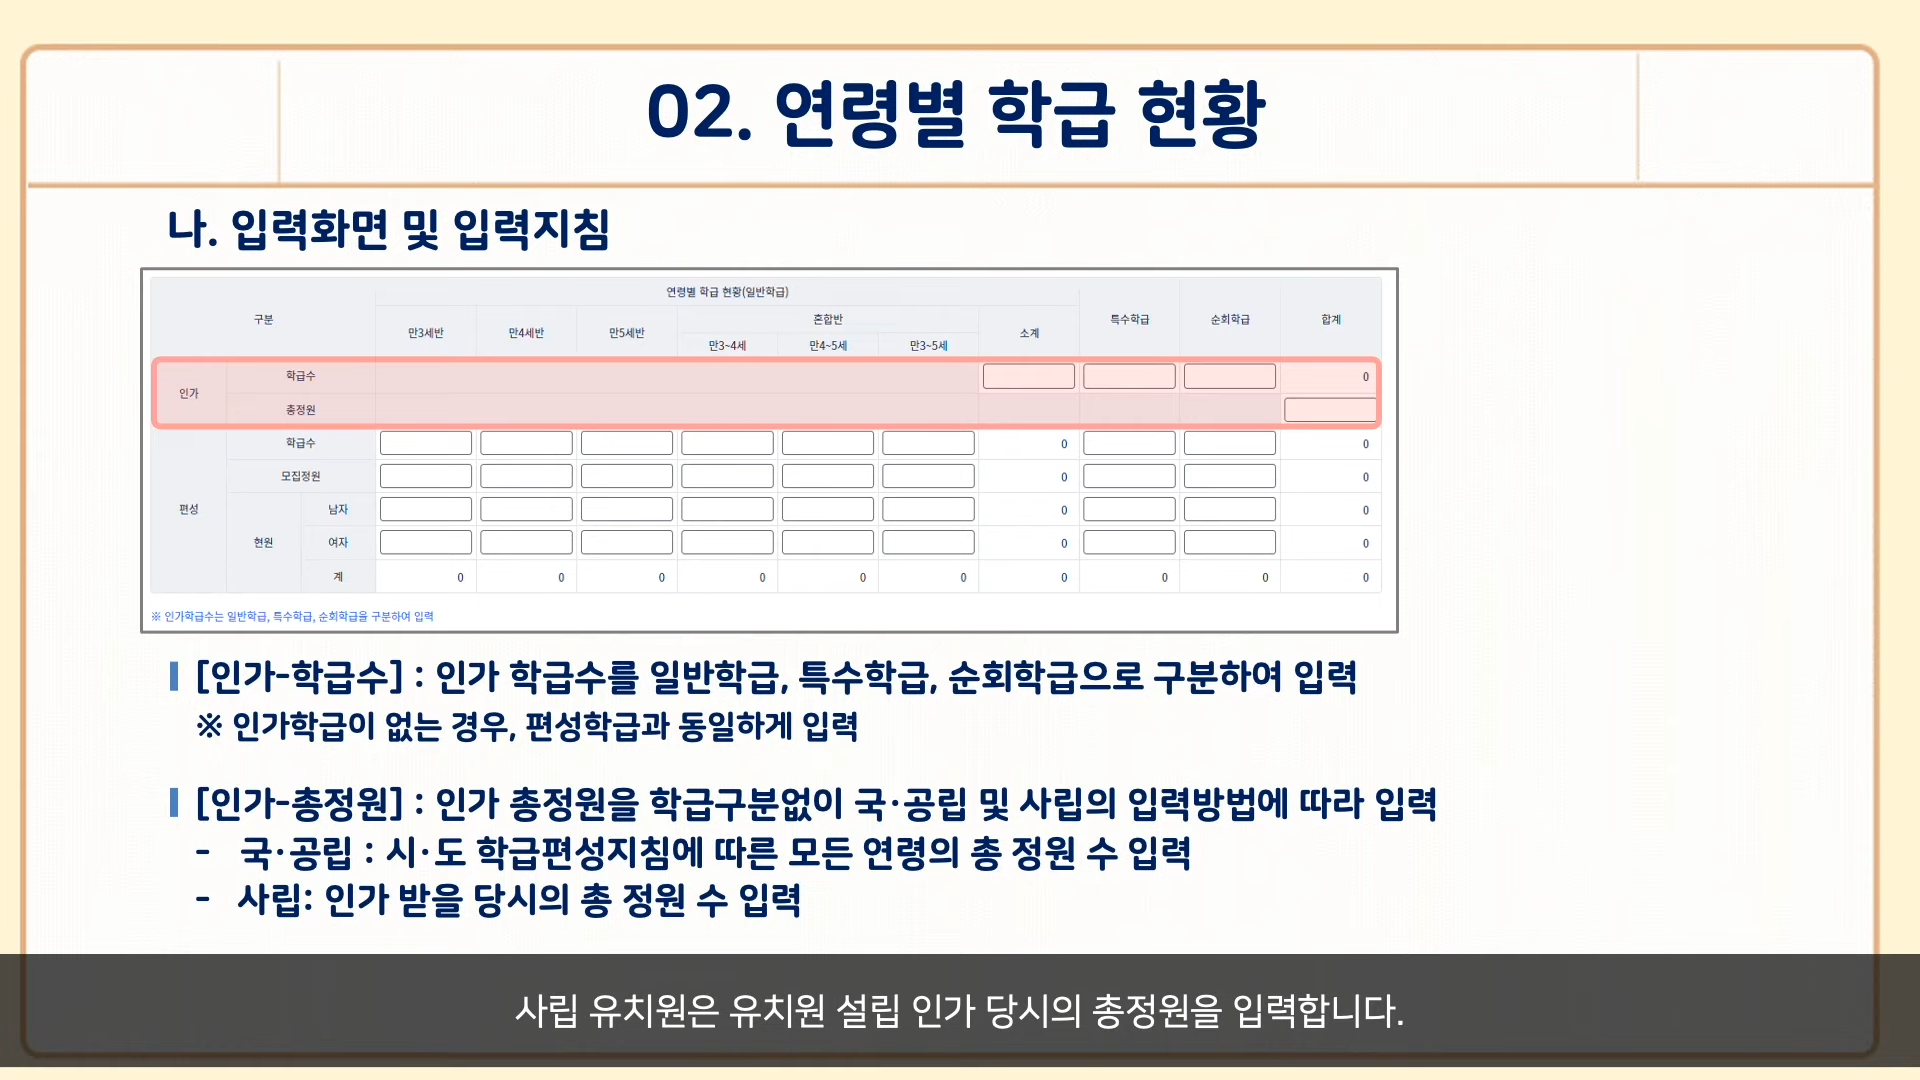 02. 연령별 학급 현황
나. 입력화면 및 입력지침
구분 연령별 학급 현황(일반학급) 특수학급 순회학급 합계
만3세반 만4세반 만5세반 혼합반 소계
만3~4세 만4~5세 만3~5세
인가 학급수 0
총정원
편성 학급수 0 0
모집정원 0 0
현원 남자 0 0
여자 0 0
계 0 0 0 0 0 0 0 0 0 0
※ 인가학급수는 일반학급, 특수학급, 순회학급을 구분하여 입력
[인가-학급수] : 인가 학급수를 일반학급, 특수학급, 순회학급으로 구분하여 입력
※ 인가학급이 없는 경우, 편성학급과 동일하게 입력
[인가-총정원] : 인가 총정원을 학급구분없이 국·공립 및 사립의 입력방법에 따라 입력
- 국·공립 : 시·도 학급편성지침에 따른 모든 연령의 총 정원 수 입력
- 사립: 인가 받을 당시의 총 정원 수 입력
사립 유치원은 유치원 설립 인가 당시의 총정원을 입력합니다.